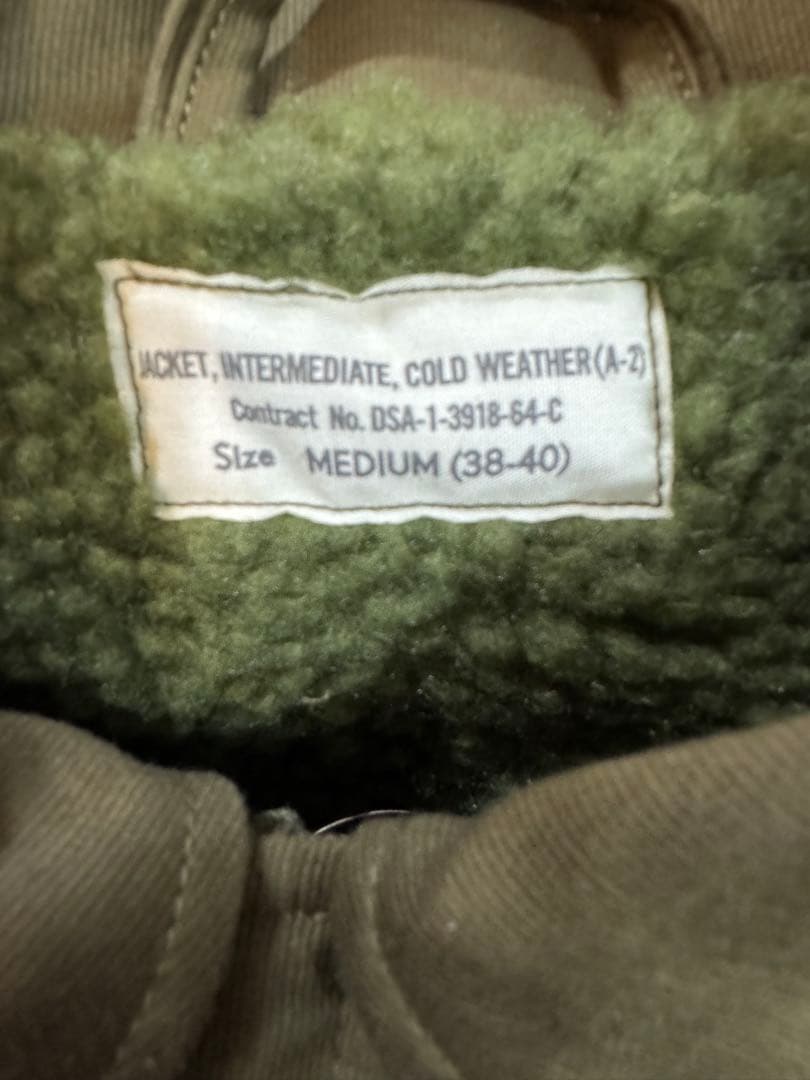 JACKET, INTERMEDIATE, COLD WEATHER (A-2)
Contract No. DSA-1-3918-64-C
SIze MEDIUM (38-40)